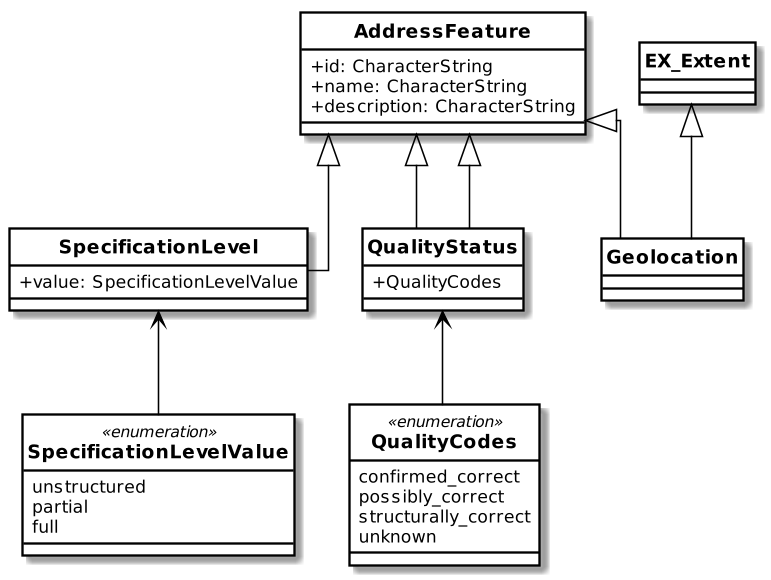 AddressFeature
+id: CharacterString
+name: CharacterString
+description: CharacterString
EX_Extent
SpecificationLevel
+value: SpecificationLevelValue
QualityStatus
+QualityCodes
Geolocation
«enumeration»
SpecificationLevelValue
unstructured
partial
full
«enumeration»
QualityCodes
confirmed_correct
possibly_correct
structurally_correct
unknown